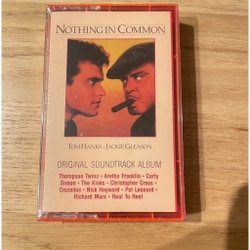 NOTHING IN COMMON
TOM HANKS • JACKIE GLEASON
ORIGINAL SOUNDTRACK ALBUM
Thompson Twins • Aretha Franklin • Carly
Simon • The Kinks • Christopher Cross •
Cruzados • Nick Heyward • Pat Leonard •
Richard Marx • Real To Reel